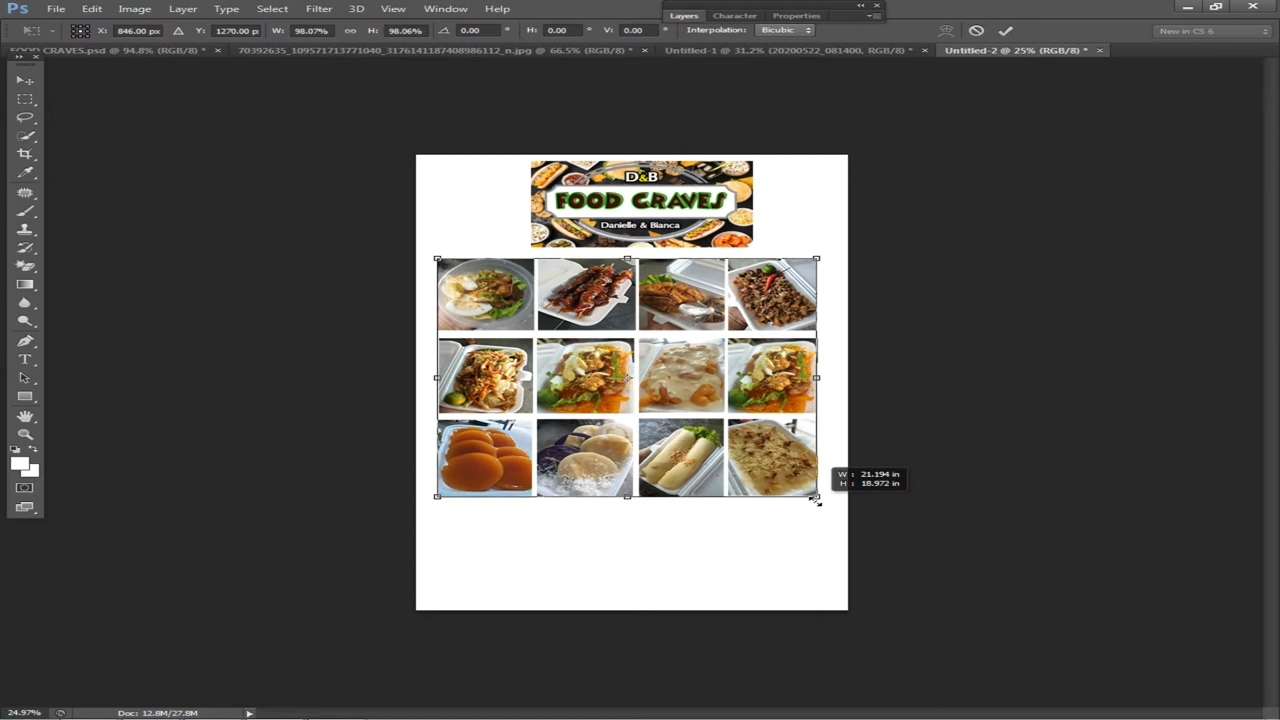 Ps File Edit Image Layer Type Select Filter 3D View Window Help
Layers Character Properties
X: 846.00 px Y: 1270.00 p W: 98.07% H: 98.06% 0.00 ° H: 0.00 ° V: 0.00 ° Interpolation: Bicubic New in CS 6
FOOD CRAVES.psd @ 94.8% (RGB/8) * × 70392635_109571713771040_3176141187408986112_n.jpg @ 66.5% (RGB/8) * × Untitled-1 @ 31.2% (20200522_081400, RGB/8) * × Untitled-2 @ 25% (RGB/8) * ×
D&B
FOOD CRAVES
Danielle & Bianca
W: 21.194 in
H: 18.972 in
24.97% Doc: 12.8M/27.8M